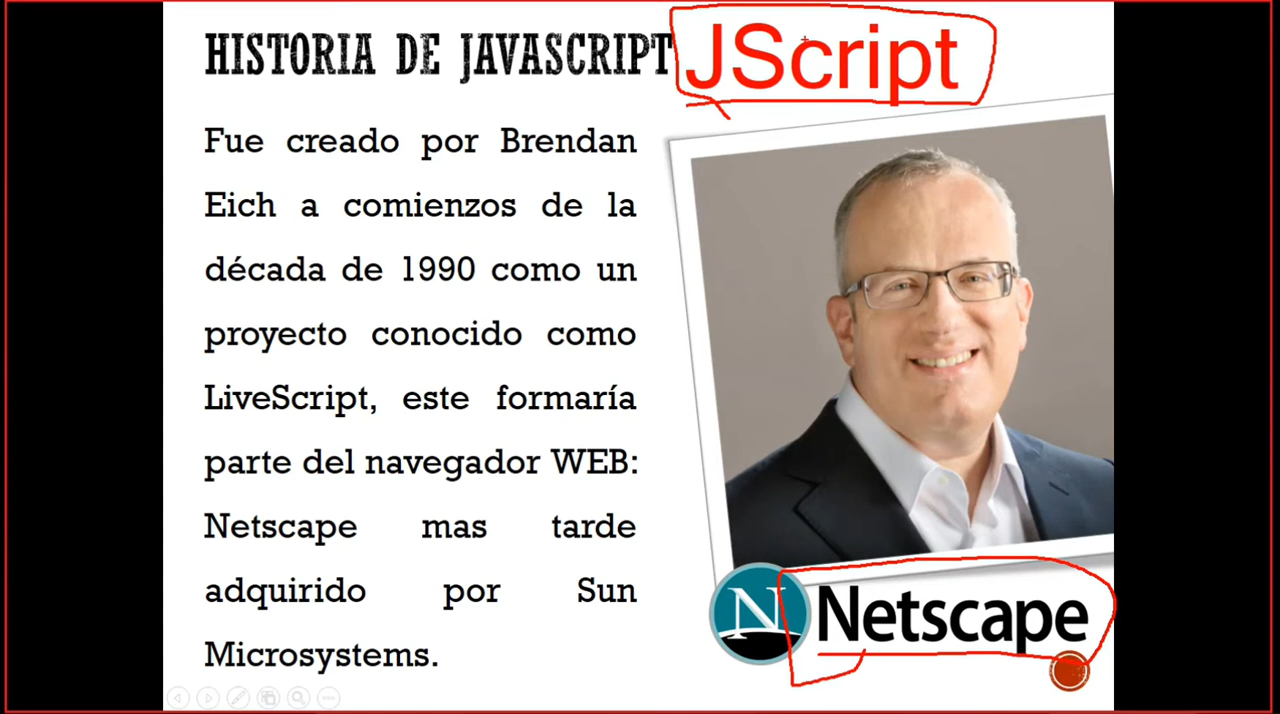 HISTORIA DE JAVASCRIPT JScript
Fue creado por Brendan
Eich a comienzos de la
década de 1990 como un
proyecto conocido como
LiveScript, este formaría
parte del navegador WEB:
Netscape mas tarde
adquirido por Sun
Microsystems.
N Netscape